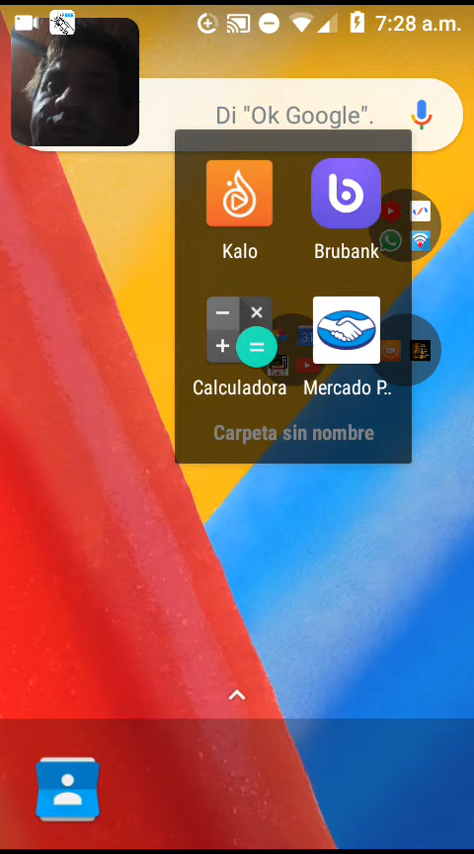 7:28 a.m.
Di "Ok Google".
Kalo
Brubank
Calculadora
Mercado P..
Carpeta sin nombre